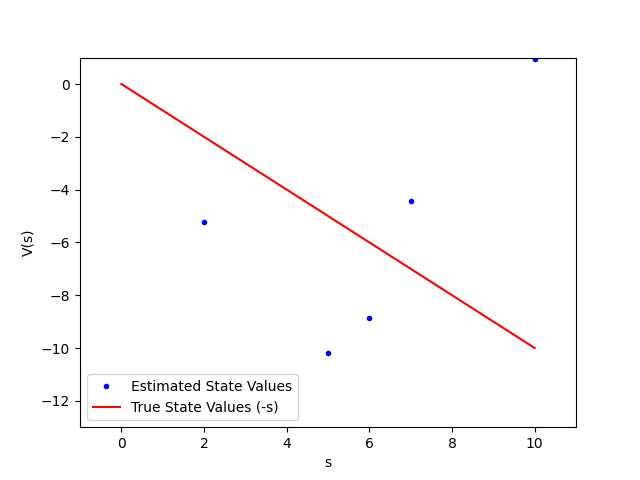 0
−2
−4
−6
−8
−10
−12
V(s)
Estimated State Values
True State Values (-s)
0 2 4 6 8 10
s